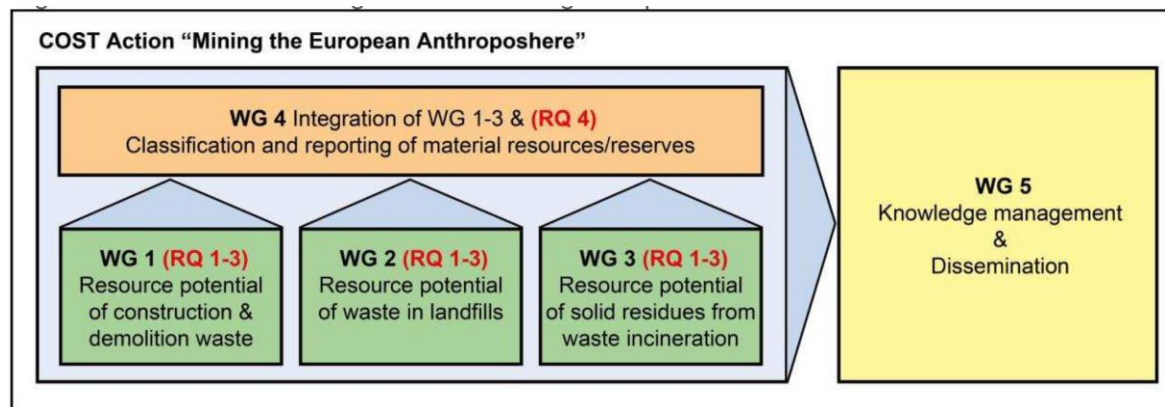 COST Action “Mining the European Anthroposhere”
WG 4 Integration of WG 1-3 & (RQ 4)
Classification and reporting of material resources/reserves
WG 1 (RQ 1-3)
Resource potential
of construction &
demolition waste
WG 2 (RQ 1-3)
Resource potential
of waste in landfills
WG 3 (RQ 1-3)
Resource potential
of solid residues from
waste incineration
WG 5
Knowledge management
&
Dissemination